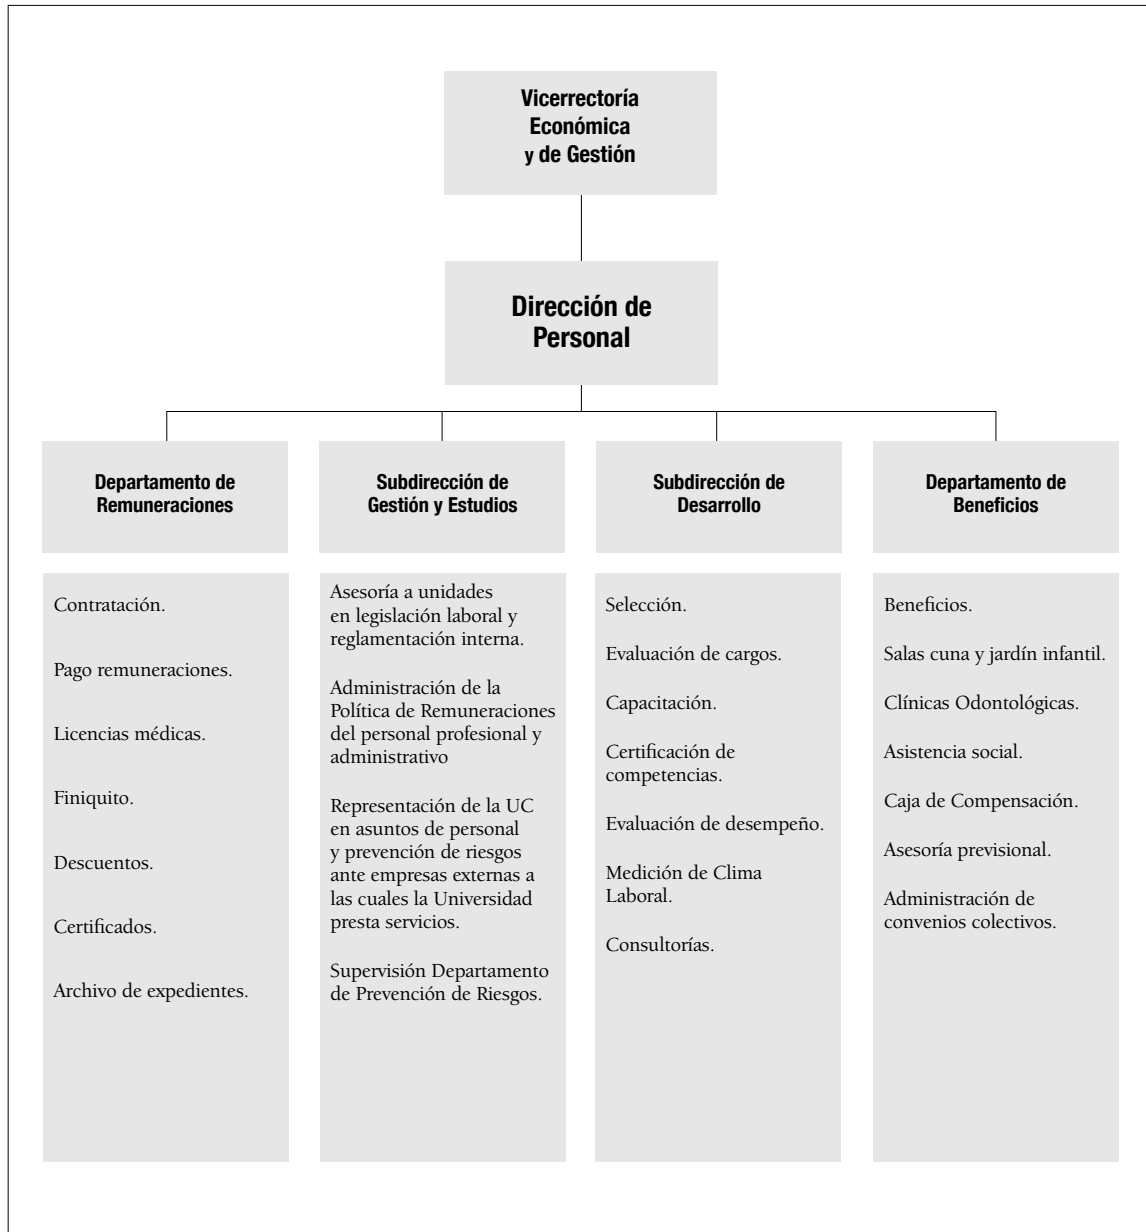 Vicerrectoría
Económica
y de Gestión
Dirección de
Personal
Departamento de
Remuneraciones
Subdirección de
Gestión y Estudios
Subdirección de
Desarrollo
Departamento de
Beneficios
Contratación.
Pago remuneraciones.
Licencias médicas.
Finiquito.
Descuentos.
Certificados.
Archivo de expedientes.
Asesoría a unidades
en legislación laboral y
reglamentación interna.
Administración de la
Política de Remuneraciones
del personal profesional y
administrativo
Representación de la UC
en asuntos de personal
y prevención de riesgos
ante empresas externas a
las cuales la Universidad
presta servicios.
Supervisión Departamento
de Prevención de Riesgos.
Selección.
Evaluación de cargos.
Capacitación.
Certificación de
competencias.
Evaluación de desempeño.
Medición de Clima
Laboral.
Consultorías.
Beneficios.
Salas cuna y jardín infantil.
Clínicas Odontológicas.
Asistencia social.
Caja de Compensación.
Asesoría previsional.
Administración de
convenios colectivos.